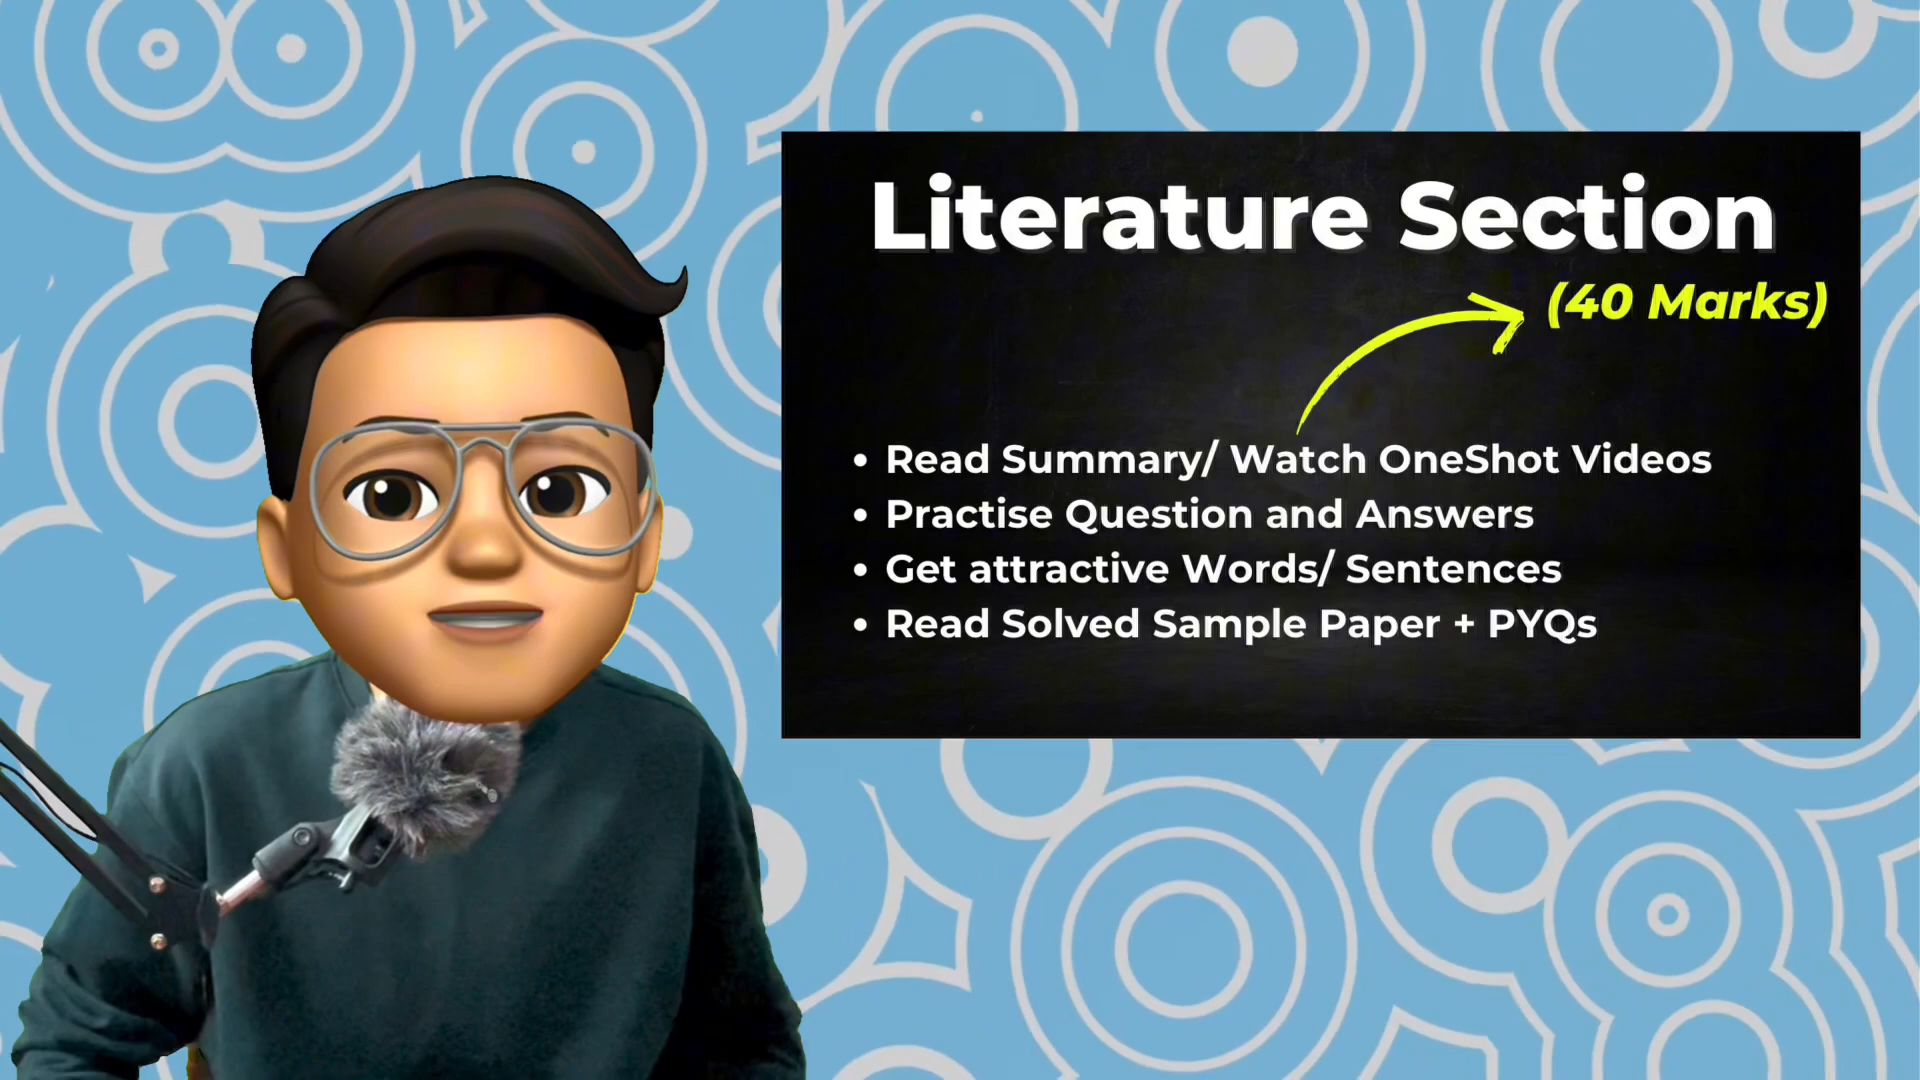 Literature Section
(40 Marks)
• Read Summary/ Watch OneShot Videos
• Practise Question and Answers
• Get attractive Words/ Sentences
• Read Solved Sample Paper + PYQs